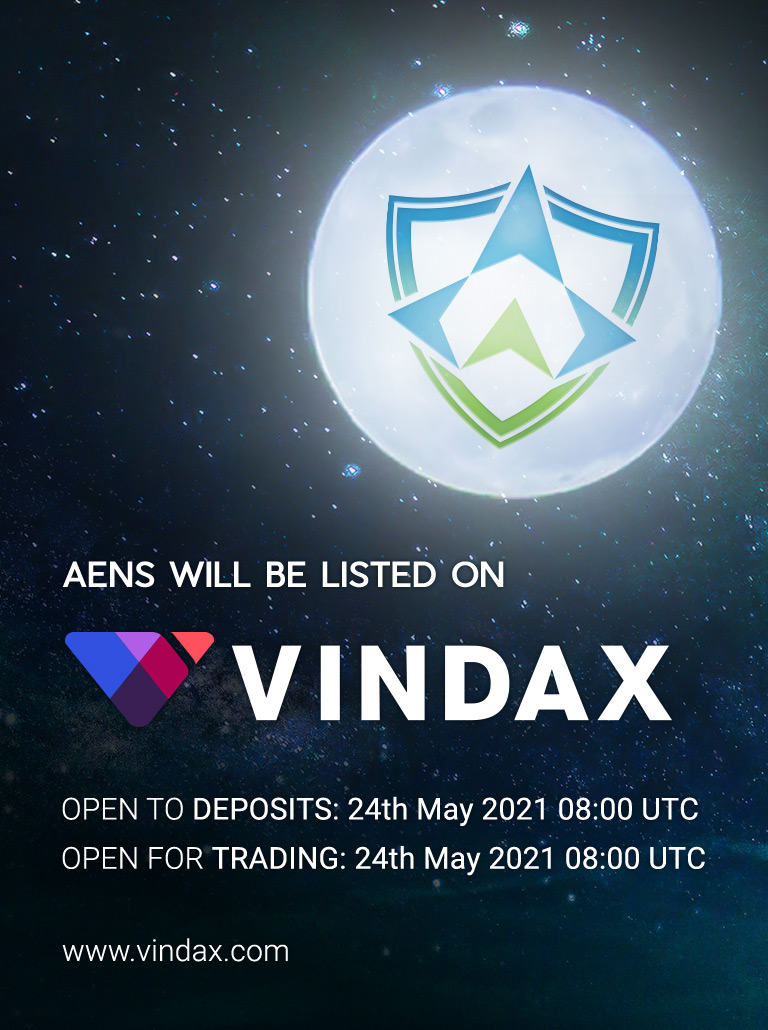 AENS WILL BE LISTED ON
VINDAX
OPEN TO DEPOSITS: 24th May 2021 08:00 UTC
OPEN FOR TRADING: 24th May 2021 08:00 UTC
www.vindax.com